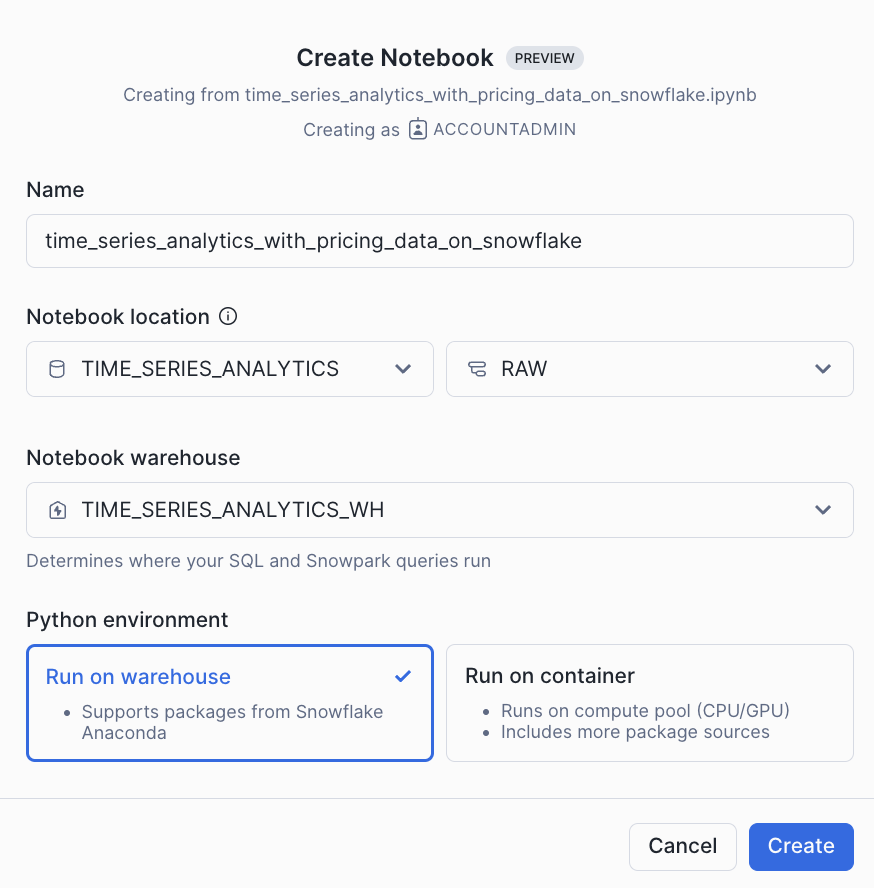 Create Notebook PREVIEW
Creating from time_series_analytics_with_pricing_data_on_snowflake.ipynb
Creating as ACCOUNTADMIN
Name
time_series_analytics_with_pricing_data_on_snowflake
Notebook location
TIME_SERIES_ANALYTICS RAW
Notebook warehouse
TIME_SERIES_ANALYTICS_WH
Determines where your SQL and Snowpark queries run
Python environment
Run on warehouse
• Supports packages from Snowflake
Anaconda
Run on container
• Runs on compute pool (CPU/GPU)
• Includes more package sources
Cancel Create